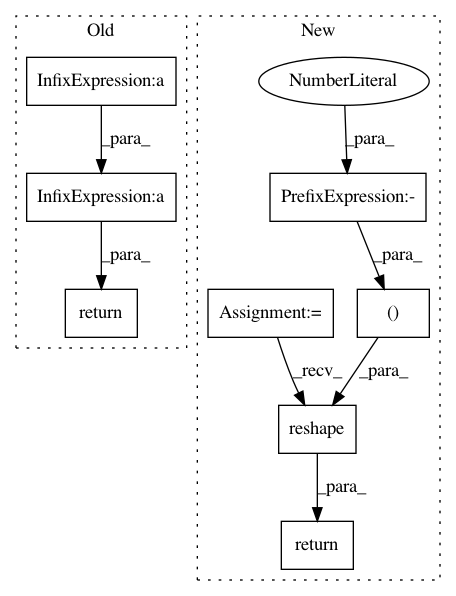 Old
InfixExpression:a
_para_
InfixExpression:a
_para_
return
New
NumberLiteral
_para_
PrefixExpression:-
_para_
Assignment:=
()
_recv_
_para_
reshape
_para_
return